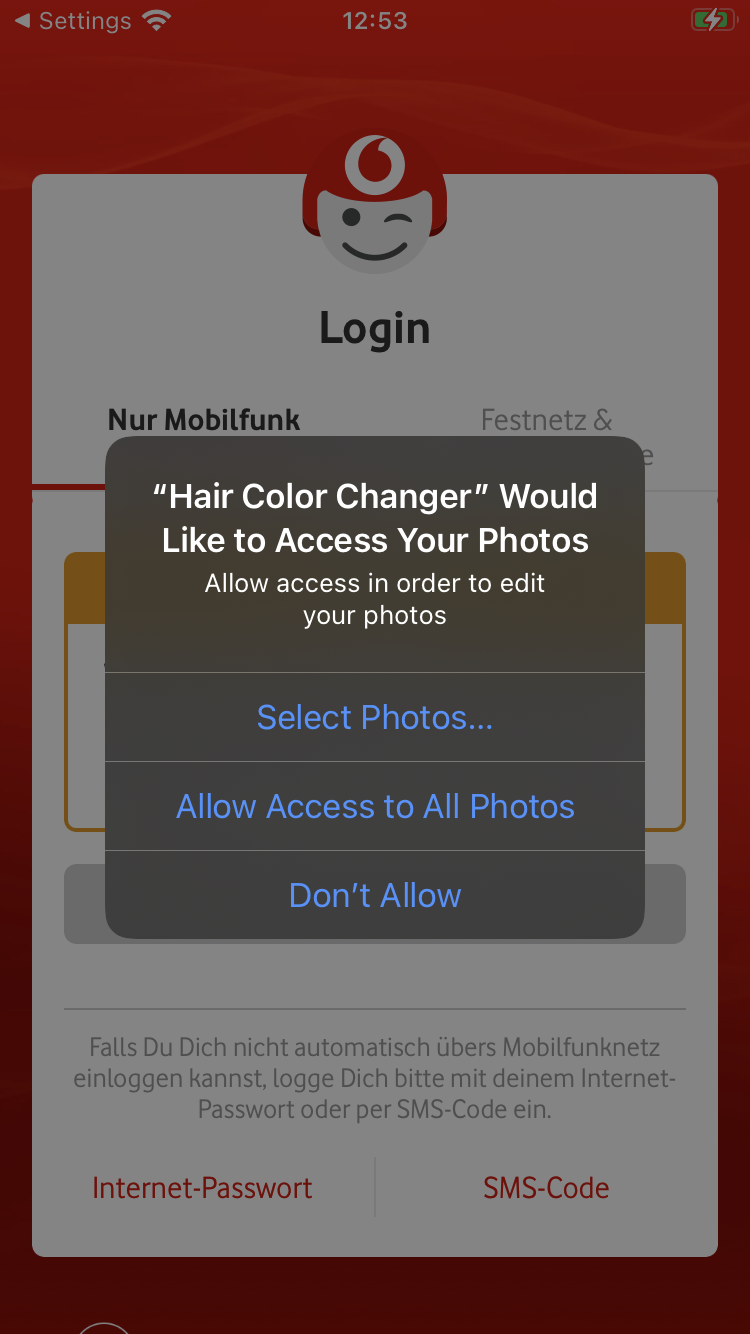 Settings
12:53
Login
Nur Mobilfunk
Festnetz &
“Hair Color Changer” Would
Like to Access Your Photos
Allow access in order to edit
your photos
Select Photos...
Allow Access to All Photos
Don’t Allow
Falls Du Dich nicht automatisch übers Mobilfunknetz
einloggen kannst, logge Dich bitte mit deinem Internet-
Passwort oder per SMS-Code ein.
Internet-Passwort
SMS-Code